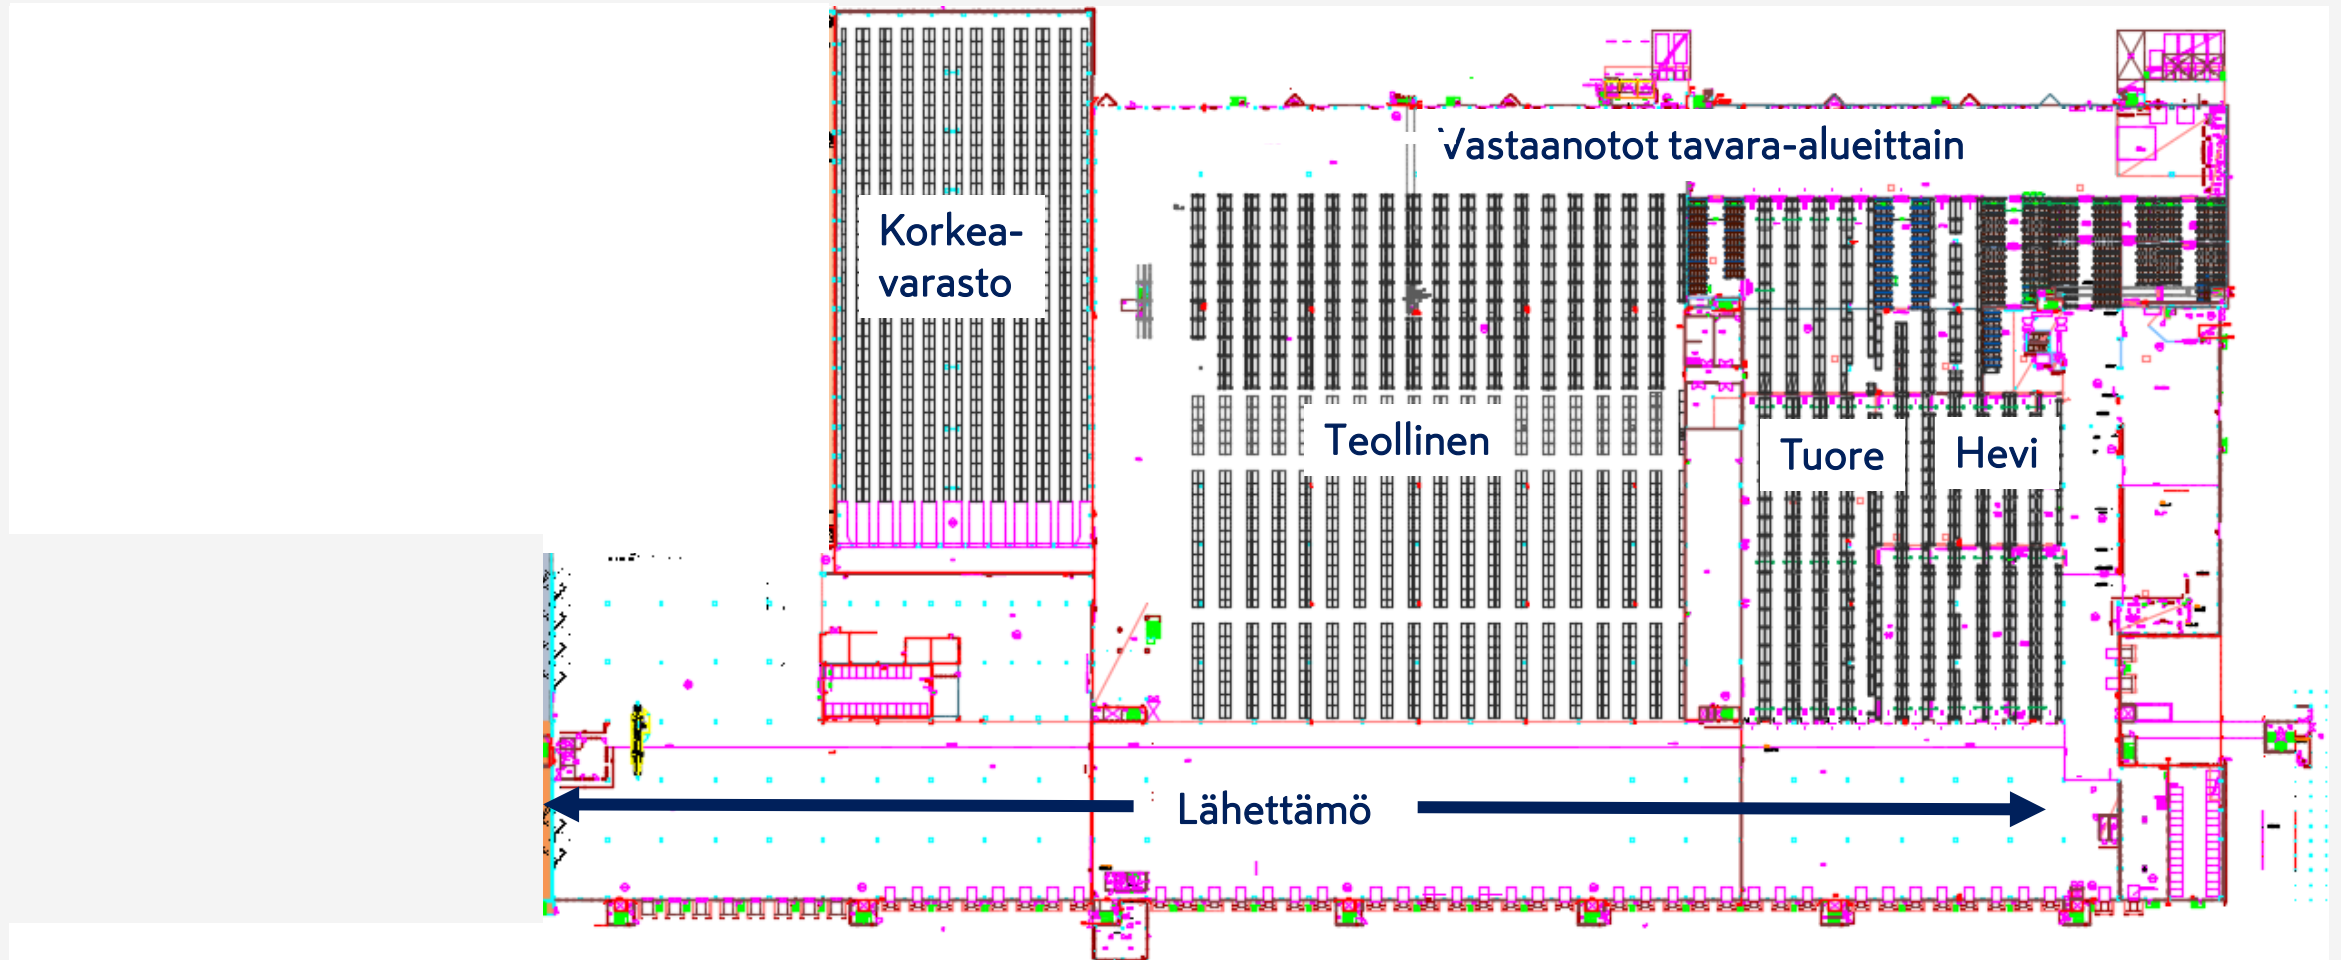 Vastaanotot tavara-alueittain
Korkea-
varasto
Teollinen
Tuore
Hevi
Lähettämö